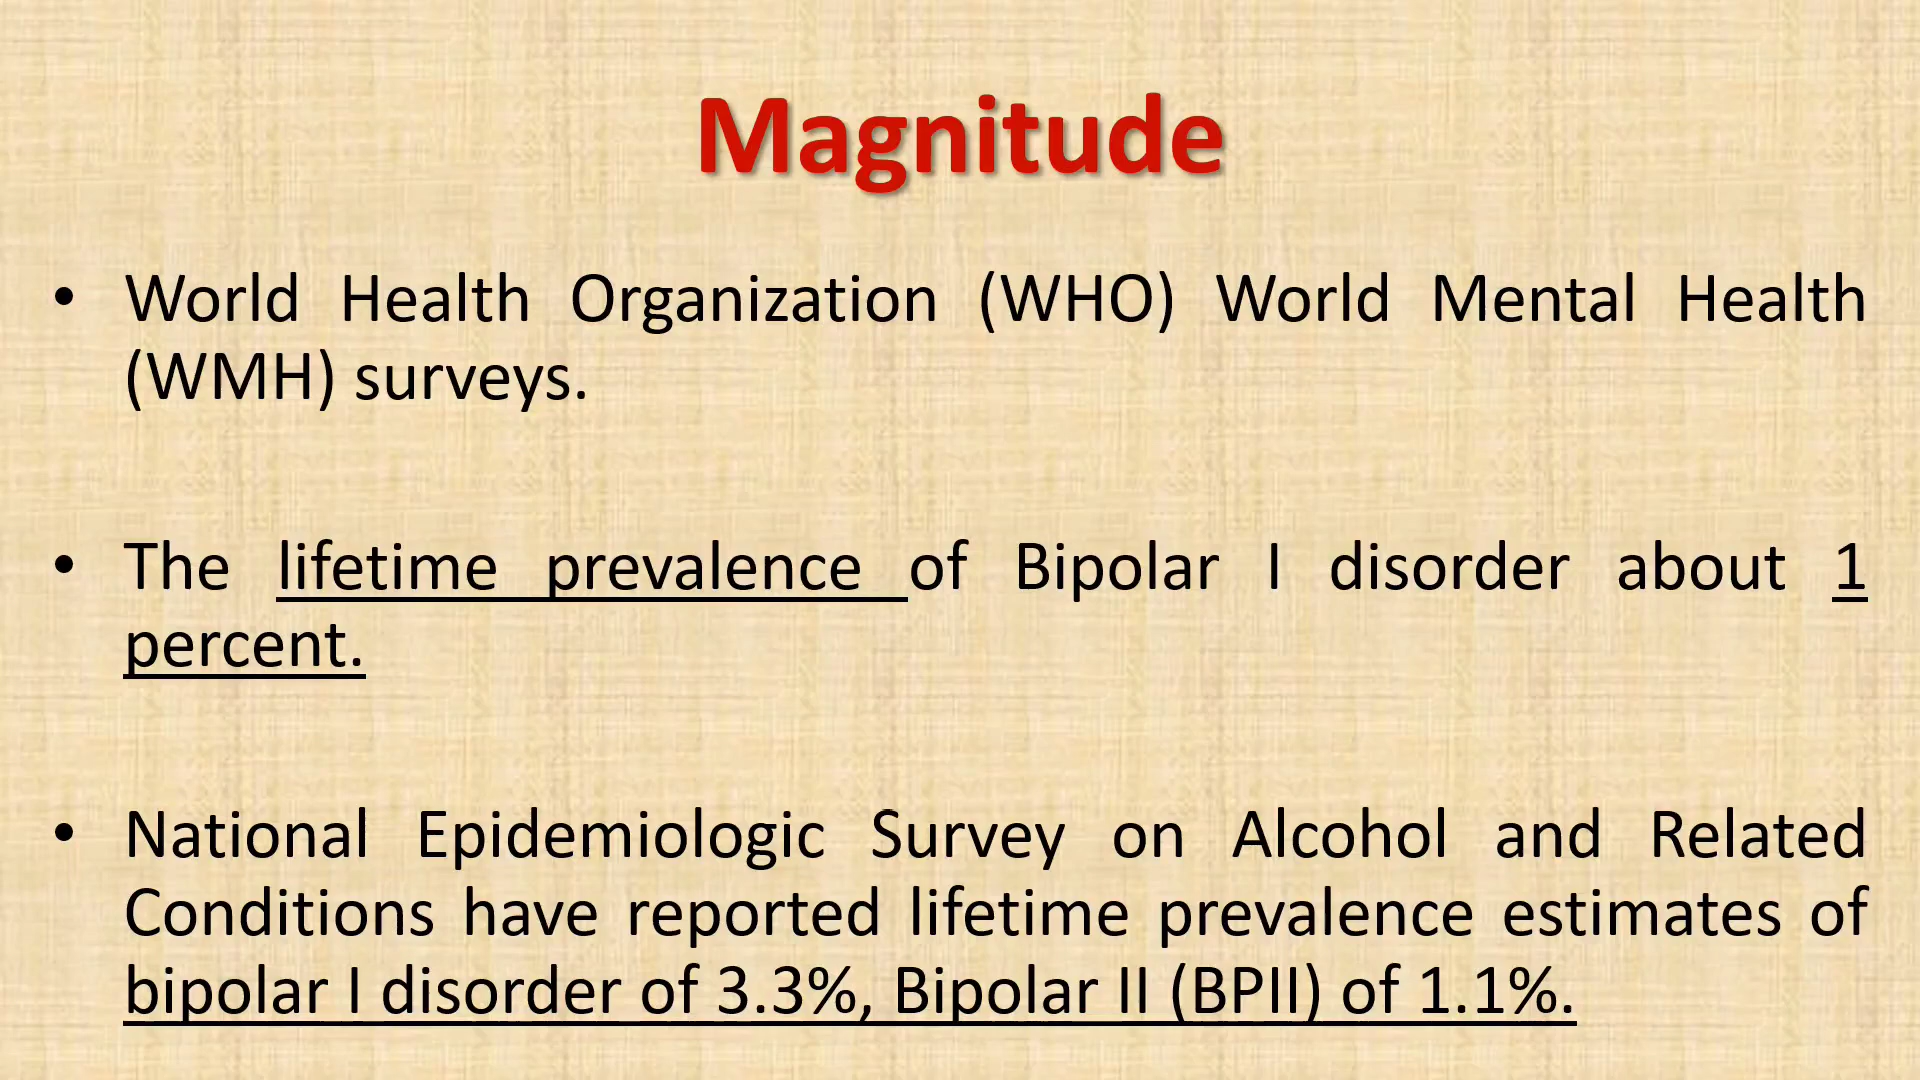 Magnitude
• World Health Organization (WHO) World Mental Health
(WMH) surveys.
• The lifetime prevalence of Bipolar I disorder about 1
percent.
• National Epidemiologic Survey on Alcohol and Related
Conditions have reported lifetime prevalence estimates of
bipolar I disorder of 3.3%, Bipolar II (BPII) of 1.1%.